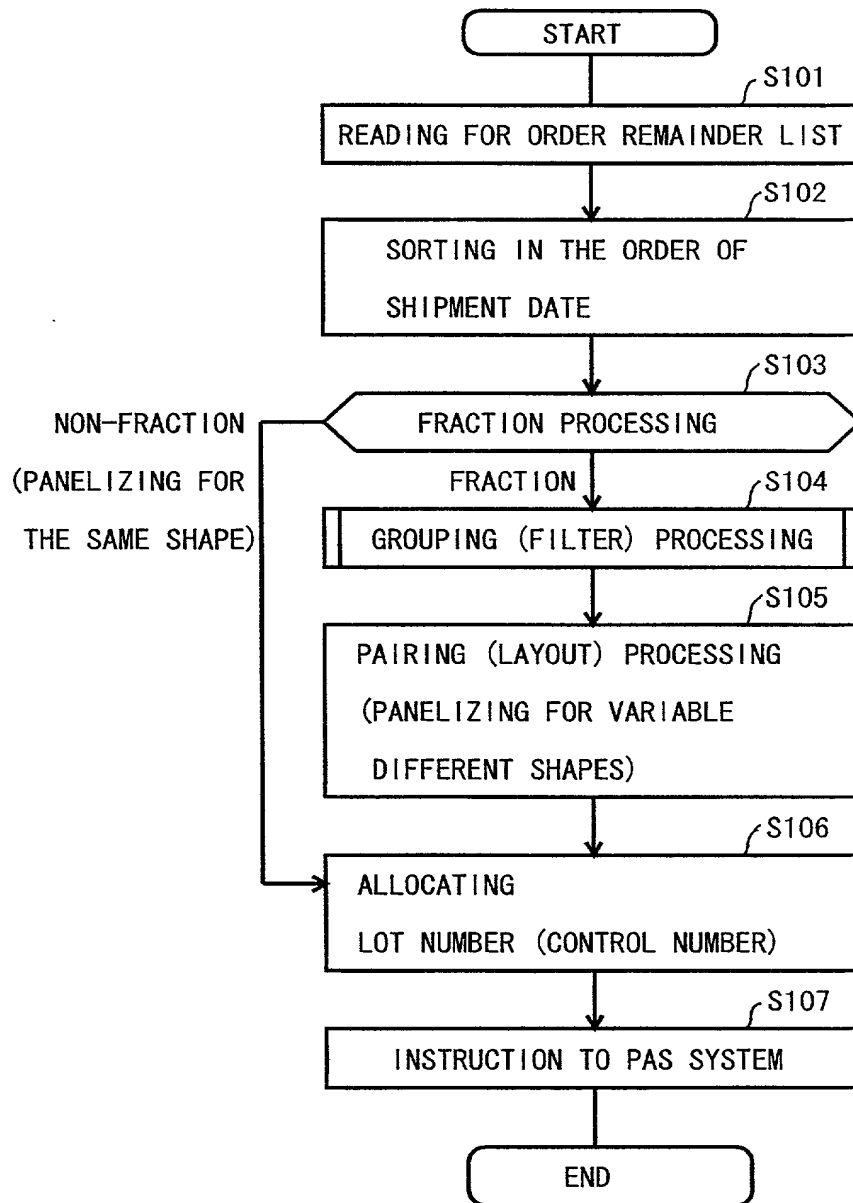 START
S101
READING FOR ORDER REMAINDER LIST
S102
SORTING IN THE ORDER OF
SHIPMENT DATE
S103
FRACTION PROCESSING
NON-FRACTION
(PANELIZING FOR
THE SAME SHAPE)
FRACTION
S104
GROUPING (FILTER) PROCESSING
S105
PAIRING (LAYOUT) PROCESSING
(PANELIZING FOR VARIABLE
DIFFERENT SHAPES)
S106
ALLOCATING
LOT NUMBER (CONTROL NUMBER)
S107
INSTRUCTION TO PAS SYSTEM
END